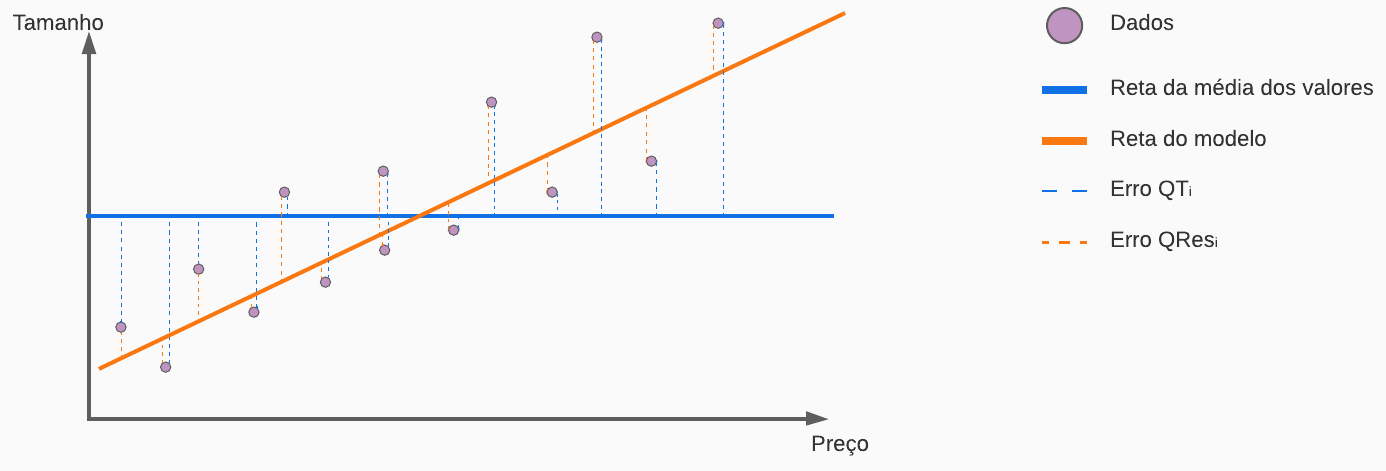 Tamanho
Preço
Dados
Reta da média dos valores
Reta do modelo
Erro QTᵢ
Erro QResᵢ